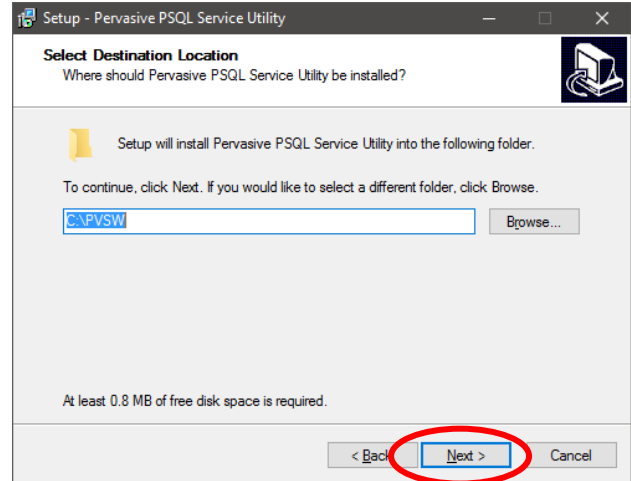 Setup - Pervasive PSQL Service Utility
Select Destination Location
Where should Pervasive PSQL Service Utility be installed?
Setup will install Pervasive PSQL Service Utility into the following folder.
To continue, click Next. If you would like to select a different folder, click Browse.
C:\PVSW
Browse...
At least 0.8 MB of free disk space is required.
< Back Next > Cancel